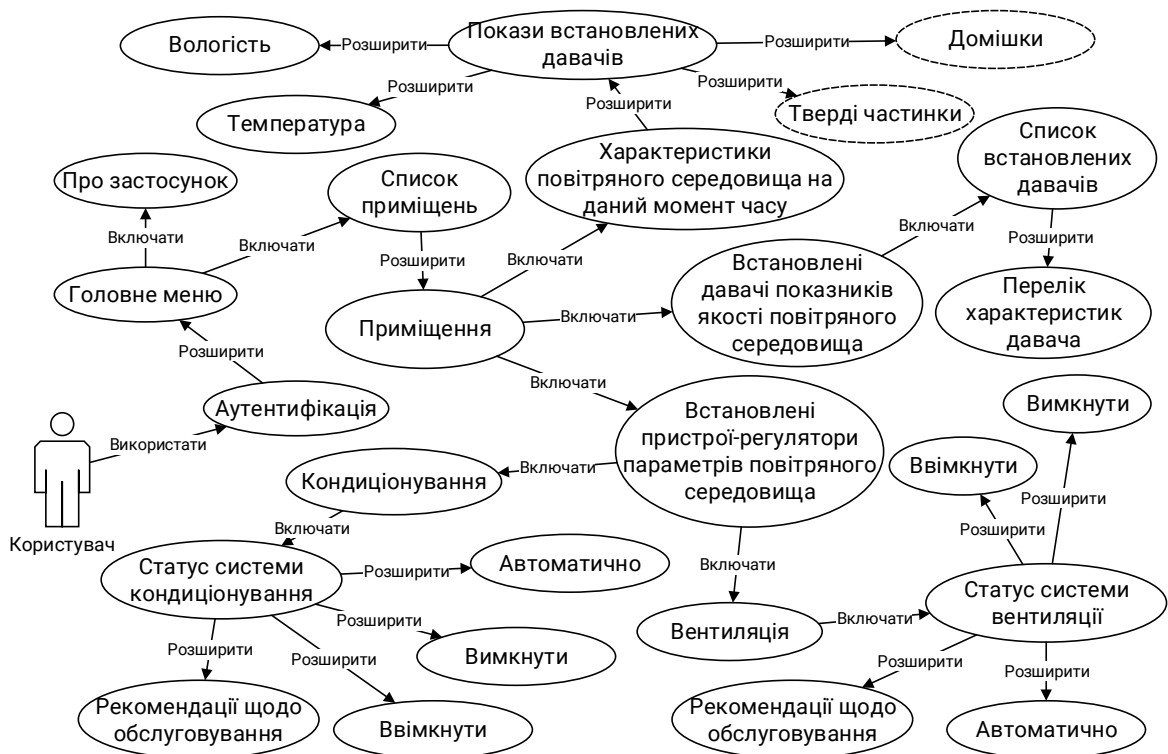 Вологість
Розширити
Покази встановлених
давачів
Розширити
Домішки
Розширити
Температура
Розширити
Розширити
Тверді частинки
Характеристики
повітряного середовища на
даний момент часу
Список
встановлених
давачів
Про застосунок
Список
приміщень
Включати
Включати
Розширити
Включати
Включати
Розширити
Головне меню
Приміщення
Включати
Встановлені
давачі показників
якості повітряного
середовища
Перелік
характеристик
давача
Розширити
Включати
Аутентифікація
Використати
Користувач
Встановлені
пристрої-регулятори
параметрів повітряного
середовища
Вимкнути
Ввімкнути
Включати
Кондиціонування
Розширити
Розширити
Включати
Статус системи
кондиціонування
Розширити
Автоматично
Включати
Статус системи
вентиляції
Розширити
Вимкнути
Вентиляція
Включати
Розширити
Розширити
Розширити
Розширити
Рекомендації щодо
обслуговування
Ввімкнути
Рекомендації щодо
обслуговування
Автоматично